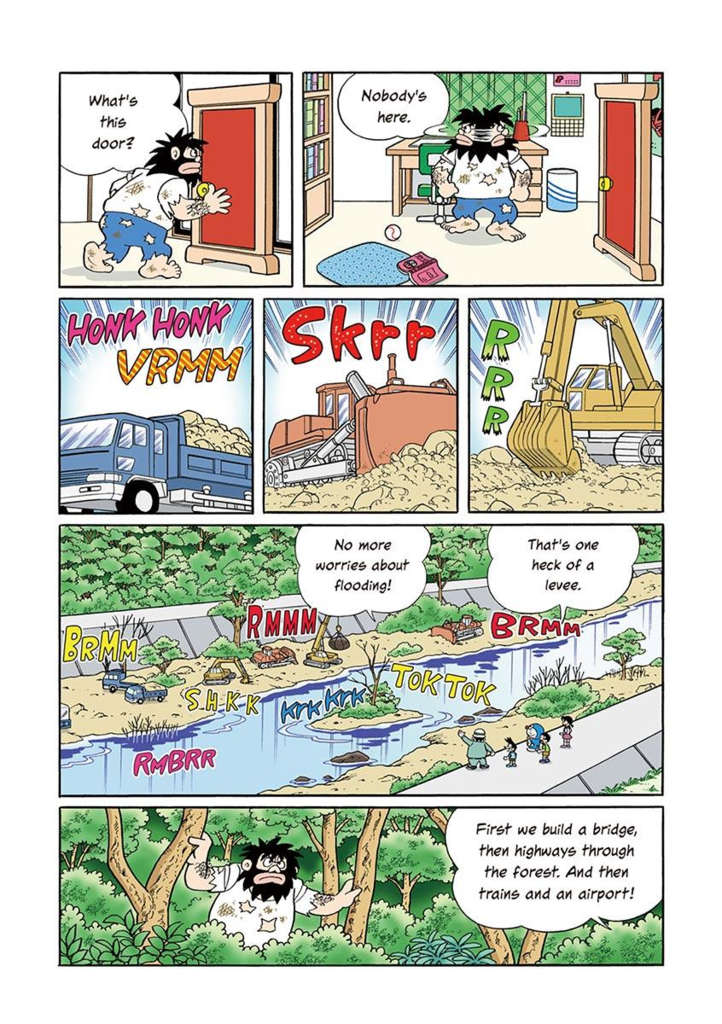 What's
this
door?
Nobody's
here.
HONK HONK
VRMM
Skrr
RRR
No more
worries about
flooding!
That's one
heck of a
levee.
BRMM
RMMM
BRMM
SHKK
KRK KRK
TOK TOK
RMBRR
First we build a bridge,
then highways through
the forest. And then
trains and an airport!